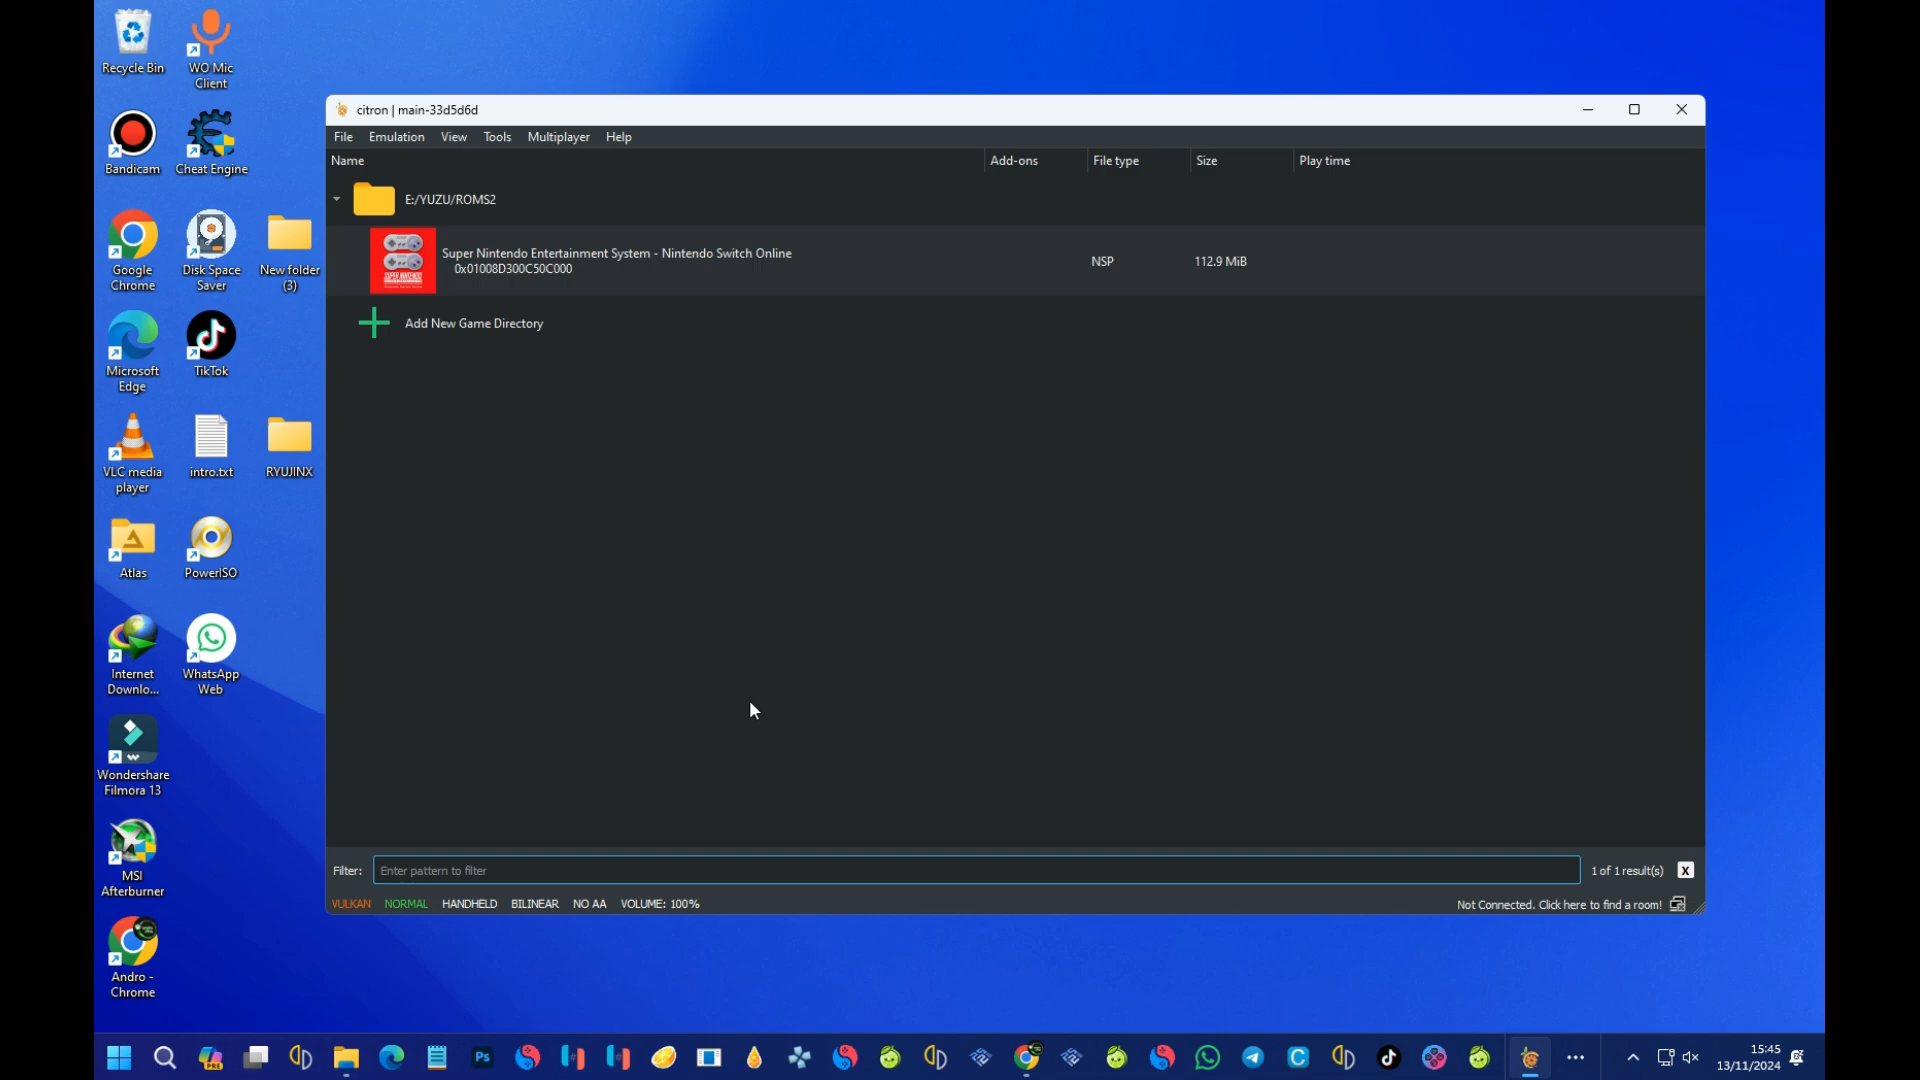 Recycle Bin
WO Mic
Client
Bandicam
Cheat Engine
Google
Chrome
Disk Space
Saver
New folder
(3)
Microsoft
Edge
TikTok
VLC media
player
intro.txt
RYUJINX
Atlas
PowerISO
Internet
Downlo...
WhatsApp
Web
Wondershare
Filmora 13
MSI
Afterburner
Andro -
Chrome
citron | main-33d5d6d
File Emulation View Tools Multiplayer Help
Name Add-ons File type Size Play time
E:/YUZU/ROMS2
Super Nintendo Entertainment System - Nintendo Switch Online
0x01008D300C50C000
NSP
112.9 MiB
Add New Game Directory
Filter: Enter pattern to filter 1 of 1 result(s) X
VULKAN NORMAL HANDHELD BILINEAR NO AA VOLUME: 100% Not Connected. Click here to find a room!
PRE
Ps
C
15:45
13/11/2024